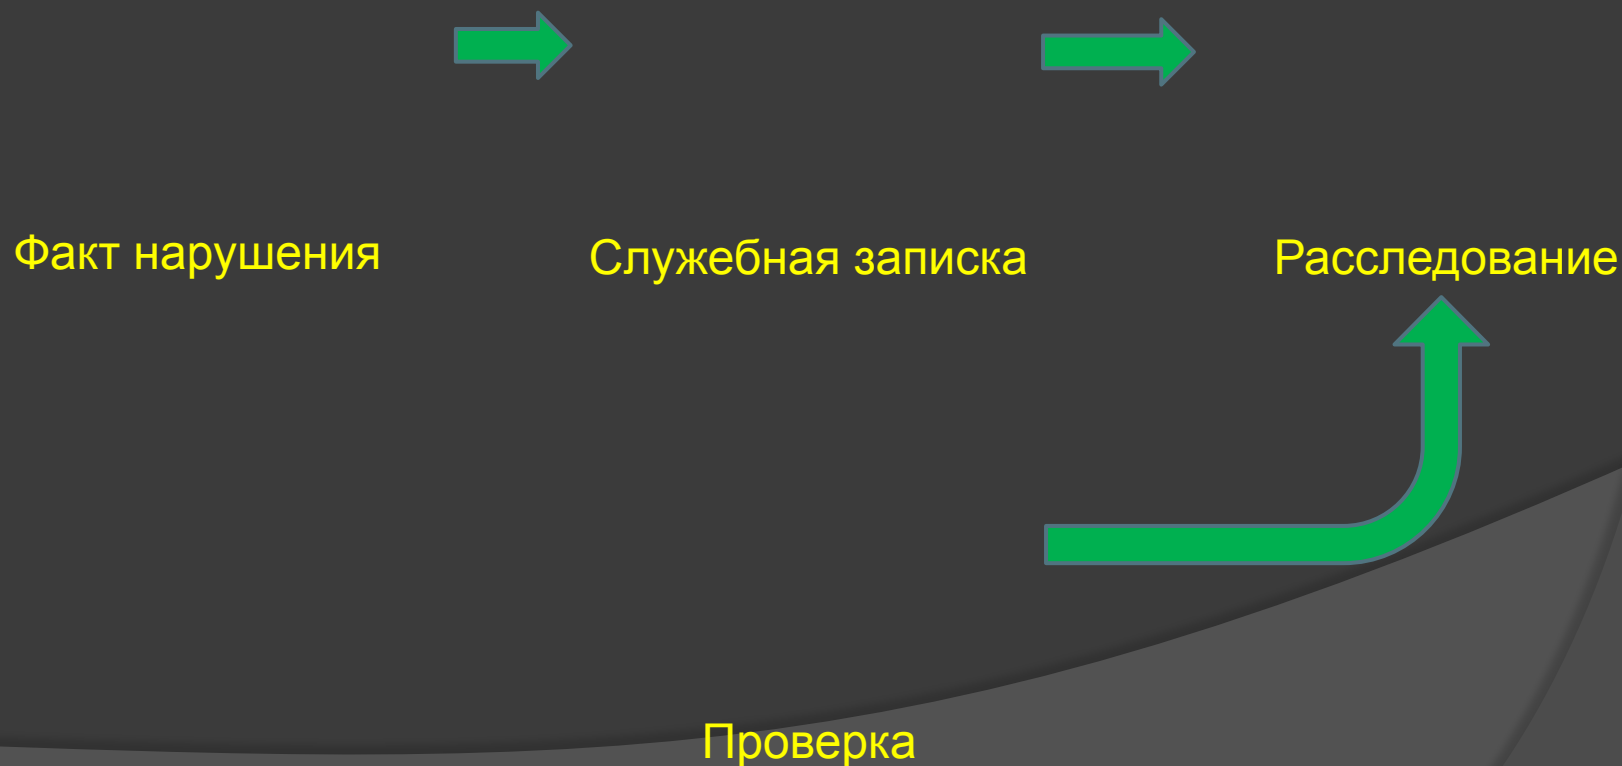 Факт нарушения
Служебная записка
Расследование
Проверка